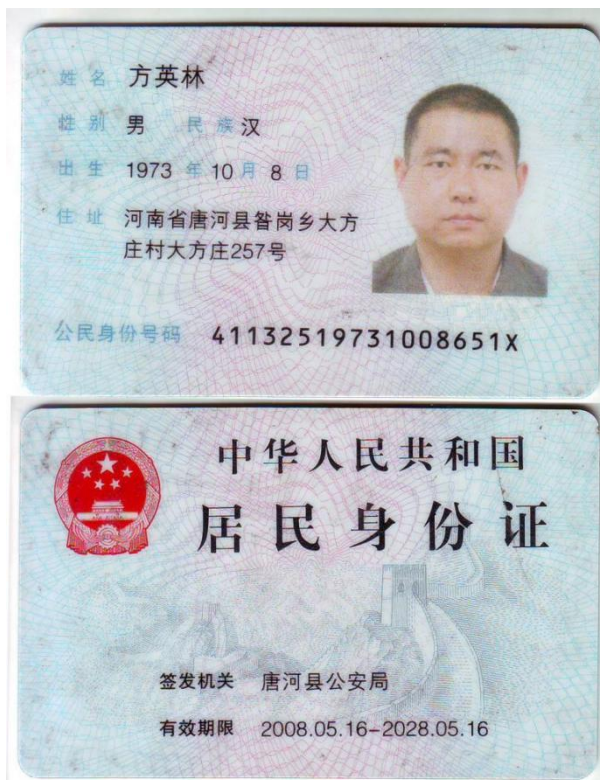 姓名 方英林
性别 男 民族 汉
出生 1973 年 10 月 8 日
住址 河南省唐河县昝岗乡大方
庄村大方庄257号
公民身份号码 41132519731008651X
中华人民共和国
居民身份证
签发机关 唐河县公安局
有效期限 2008.05.16-2028.05.16